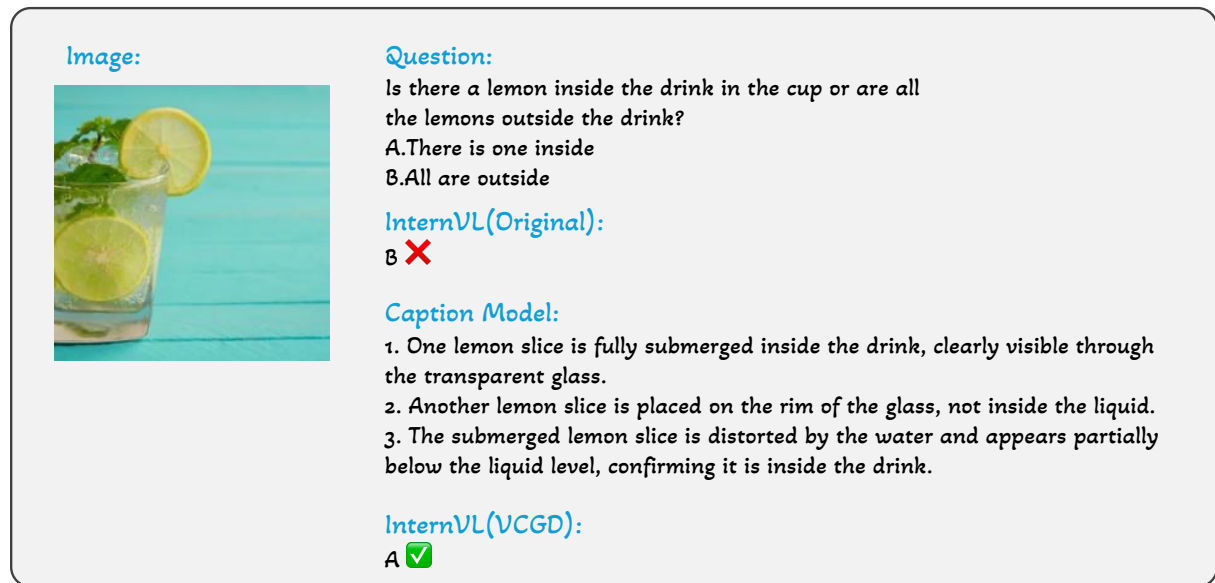 Image:
Question:
Is there a lemon inside the drink in the cup or are all
the lemons outside the drink?
A.There is one inside
B.All are outside
InternVL(Original):
B ❌
Caption Model:
1. One lemon slice is fully submerged inside the drink, clearly visible through
the transparent glass.
2. Another lemon slice is placed on the rim of the glass, not inside the liquid.
3. The submerged lemon slice is distorted by the water and appears partially
below the liquid level, confirming it is inside the drink.
InternVL(VCGD):
A ✅